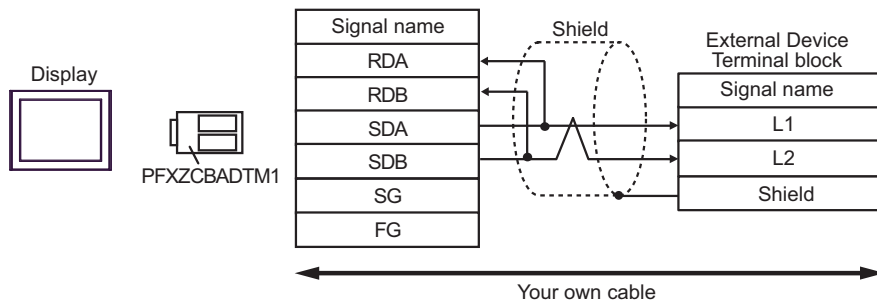 Display
PFXZCBADTM1
Signal name
RDA
RDB
SDA
SDB
SG
FG
Shield
External Device
Terminal block
Signal name
L1
L2
Shield
Your own cable